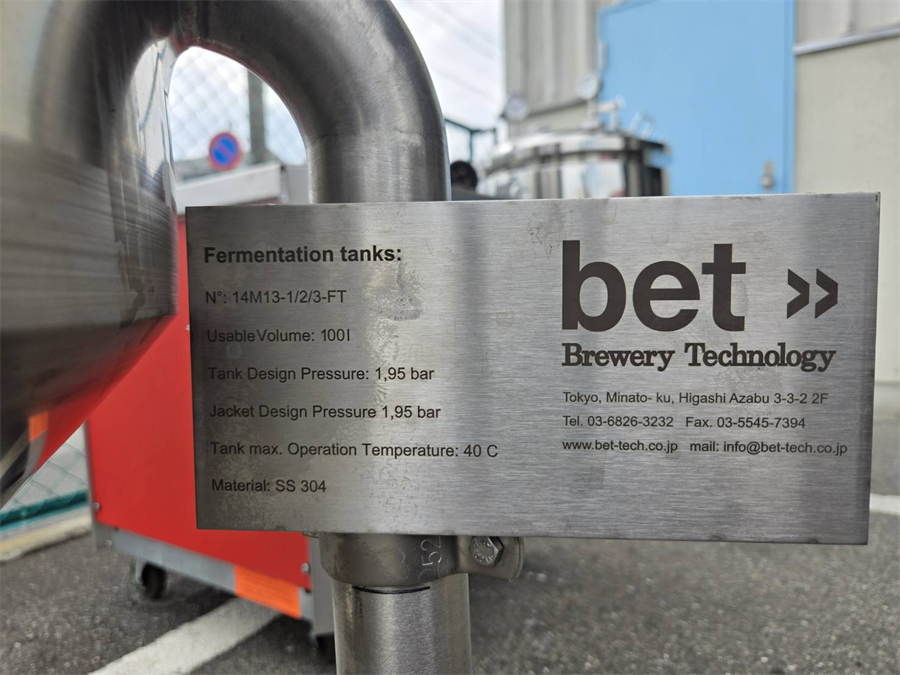 Fermentation tanks:
N°: 14M13-1/2/3-FT
Usable Volume: 100l
Tank Design Pressure: 1,95 bar
Jacket Design Pressure 1,95 bar
Tank max. Operation Temperature: 40 C
Material: SS 304
bet »
Brewery Technology
Tokyo, Minato- ku, Higashi Azabu 3-3-2 2F
Tel. 03-6826-3232 Fax. 03-5545-7394
www.bet-tech.co.jp mail: info@bet-tech.co.jp
52